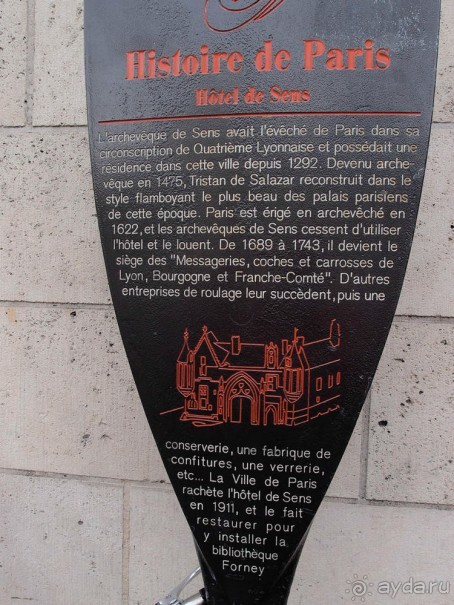 Histoire de Paris
Hôtel de Sens
L'archevêque de Sens avait l'évêché de Paris dans sa
circonscription de Quatrième Lyonnaise et possédait une
résidence dans cette ville depuis 1292. Devenu arche-
vêque en 1475, Tristan de Salazar reconstruit dans le
style flamboyant le plus beau des palais parisiens
de cette époque. Paris est érigé en archevêché en
1622, et les archevêques de Sens cessent d'utiliser
l'hôtel et le louent. De 1689 à 1743, il devient le
siège des "Messageries, coches et carrosses de
Lyon, Bourgogne et Franche-Comté". D'autres
entreprises de roulage leur succèdent, puis une
conserverie, une fabrique de
confitures, une verrerie,
etc... La Ville de Paris
rachète l'hôtel de Sens
en 1911, et le fait
restaurer pour
y installer la
bibliothèque
Forney
ayda.ru